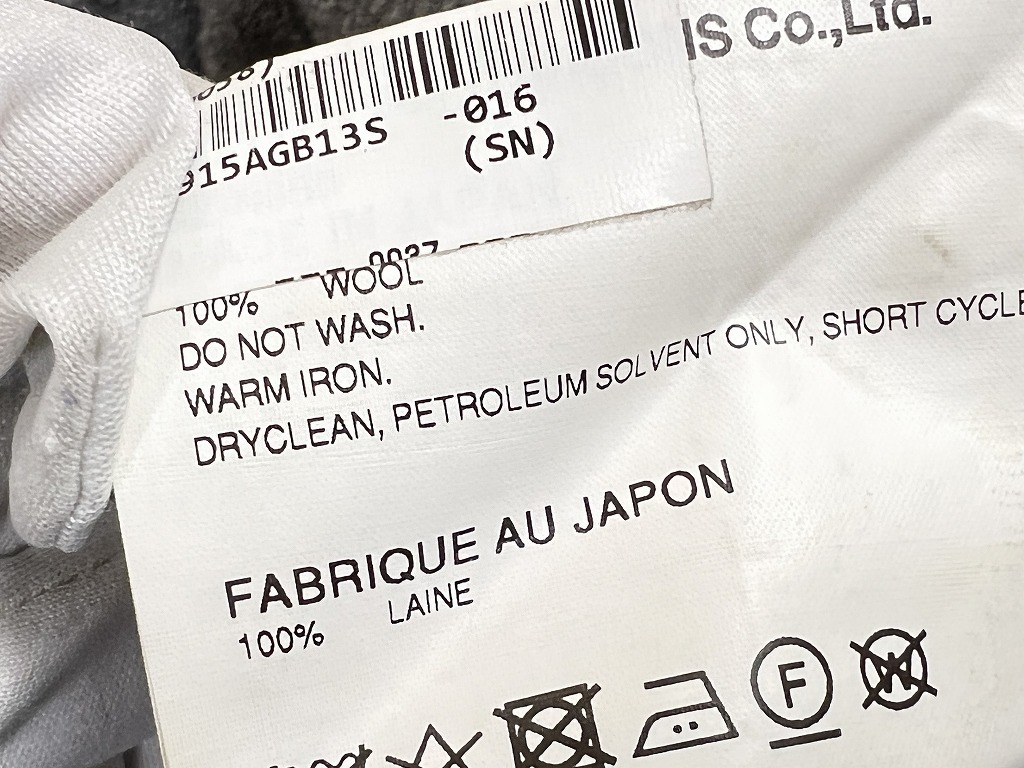 IS Co.,Ltd.
915AGB13S -016
(SN)
100% WOOL
DO NOT WASH.
WARM IRON.
DRYCLEAN, PETROLEUM SOLVENT ONLY, SHORT CYCLE
FABRIQUE AU JAPON
100% LAINE
F
W